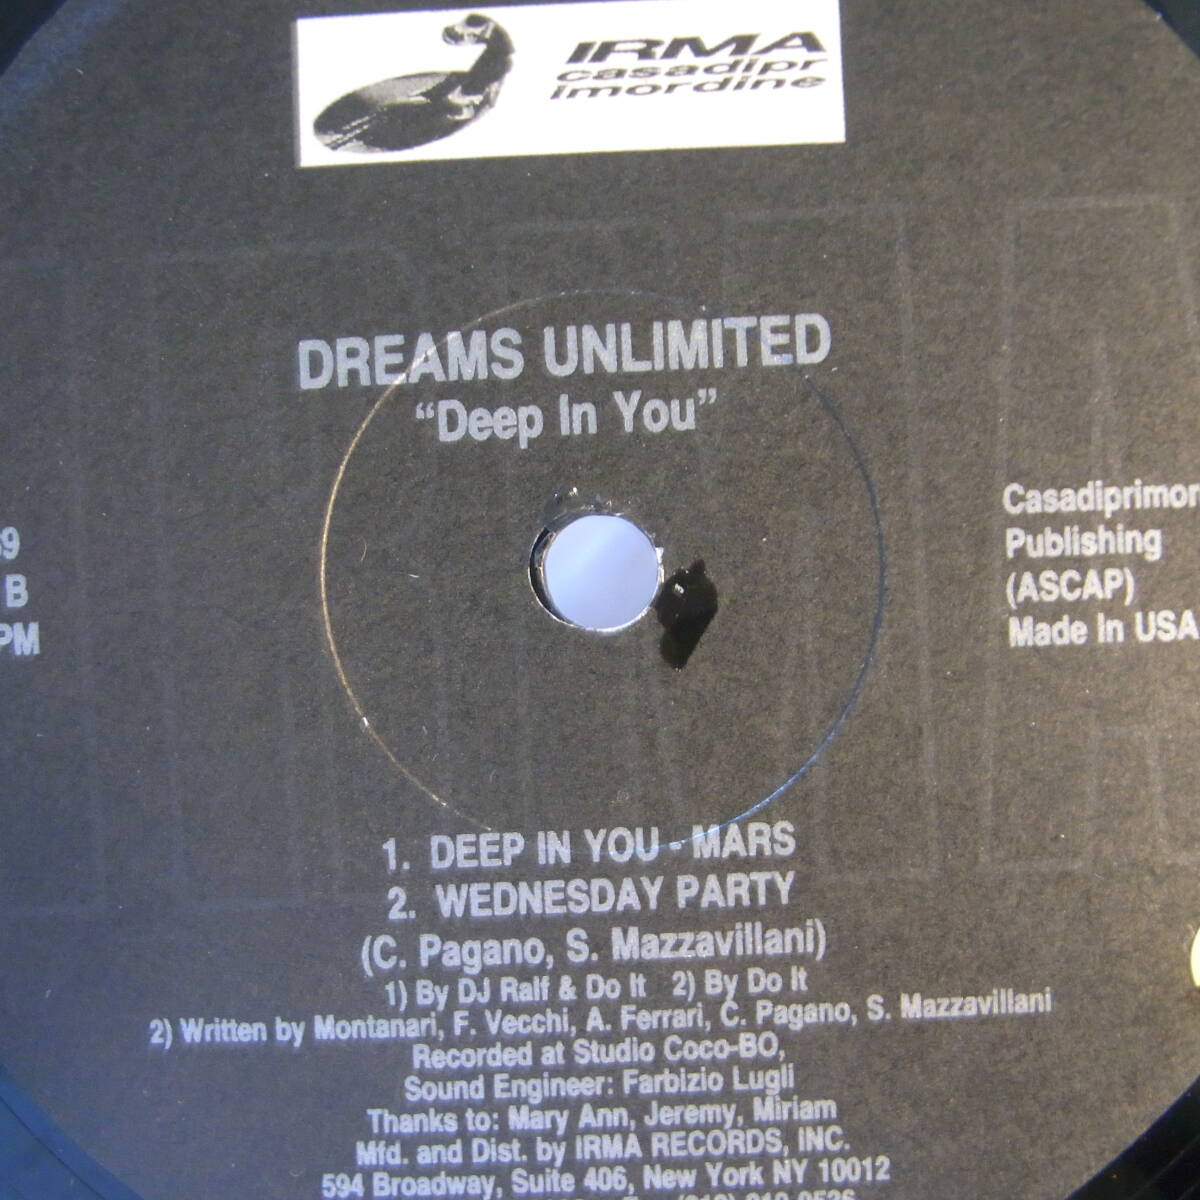 IRMA
casadipr
imordine
DREAMS UNLIMITED
“Deep In You”
9
B
PM
Casadiprimor
Publishing
(ASCAP)
Made In USA
1. DEEP IN YOU - MARS
2. WEDNESDAY PARTY
(C. Pagano, S. Mazzavillani)
1) By DJ Ralf & Do It 2) By Do It
2) Written by Montanari, F. Vecchi, A. Ferrari, C. Pagano, S. Mazzavillani
Recorded at Studio Coco-BO,
Sound Engineer: Farbizio Lugli
Thanks to: Mary Ann, Jeremy, Miriam
Mfd. and Dist. by IRMA RECORDS, INC.
594 Broadway, Suite 406, New York NY 10012